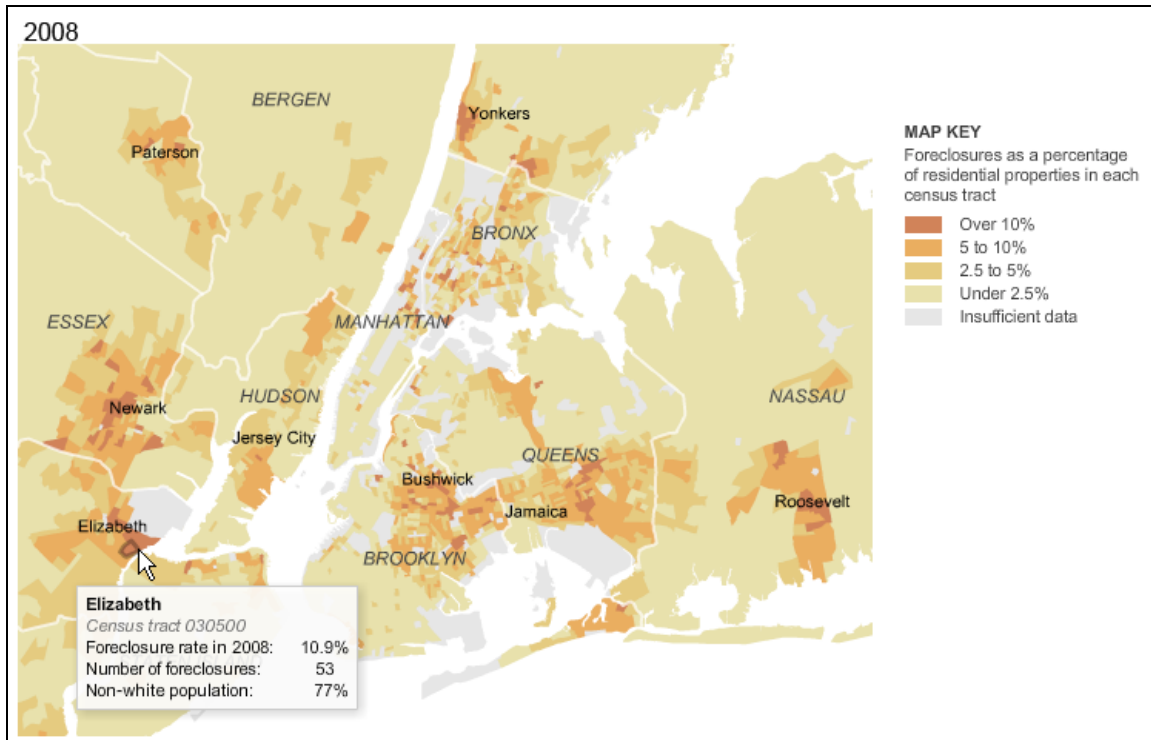 2008
BERGEN
Yonkers
Paterson
BRONX
ESSEX
MANHATTAN
HUDSON
NASSAU
Newark
Jersey City
QUEENS
Bushwick
Jamaica
Roosevelt
Elizabeth
BROOKLYN
Elizabeth
Census tract 030500
Foreclosure rate in 2008: 10.9%
Number of foreclosures: 53
Non-white population: 77%
MAP KEY
Foreclosures as a percentage
of residential properties in each
census tract
Over 10%
5 to 10%
2.5 to 5%
Under 2.5%
Insufficient data